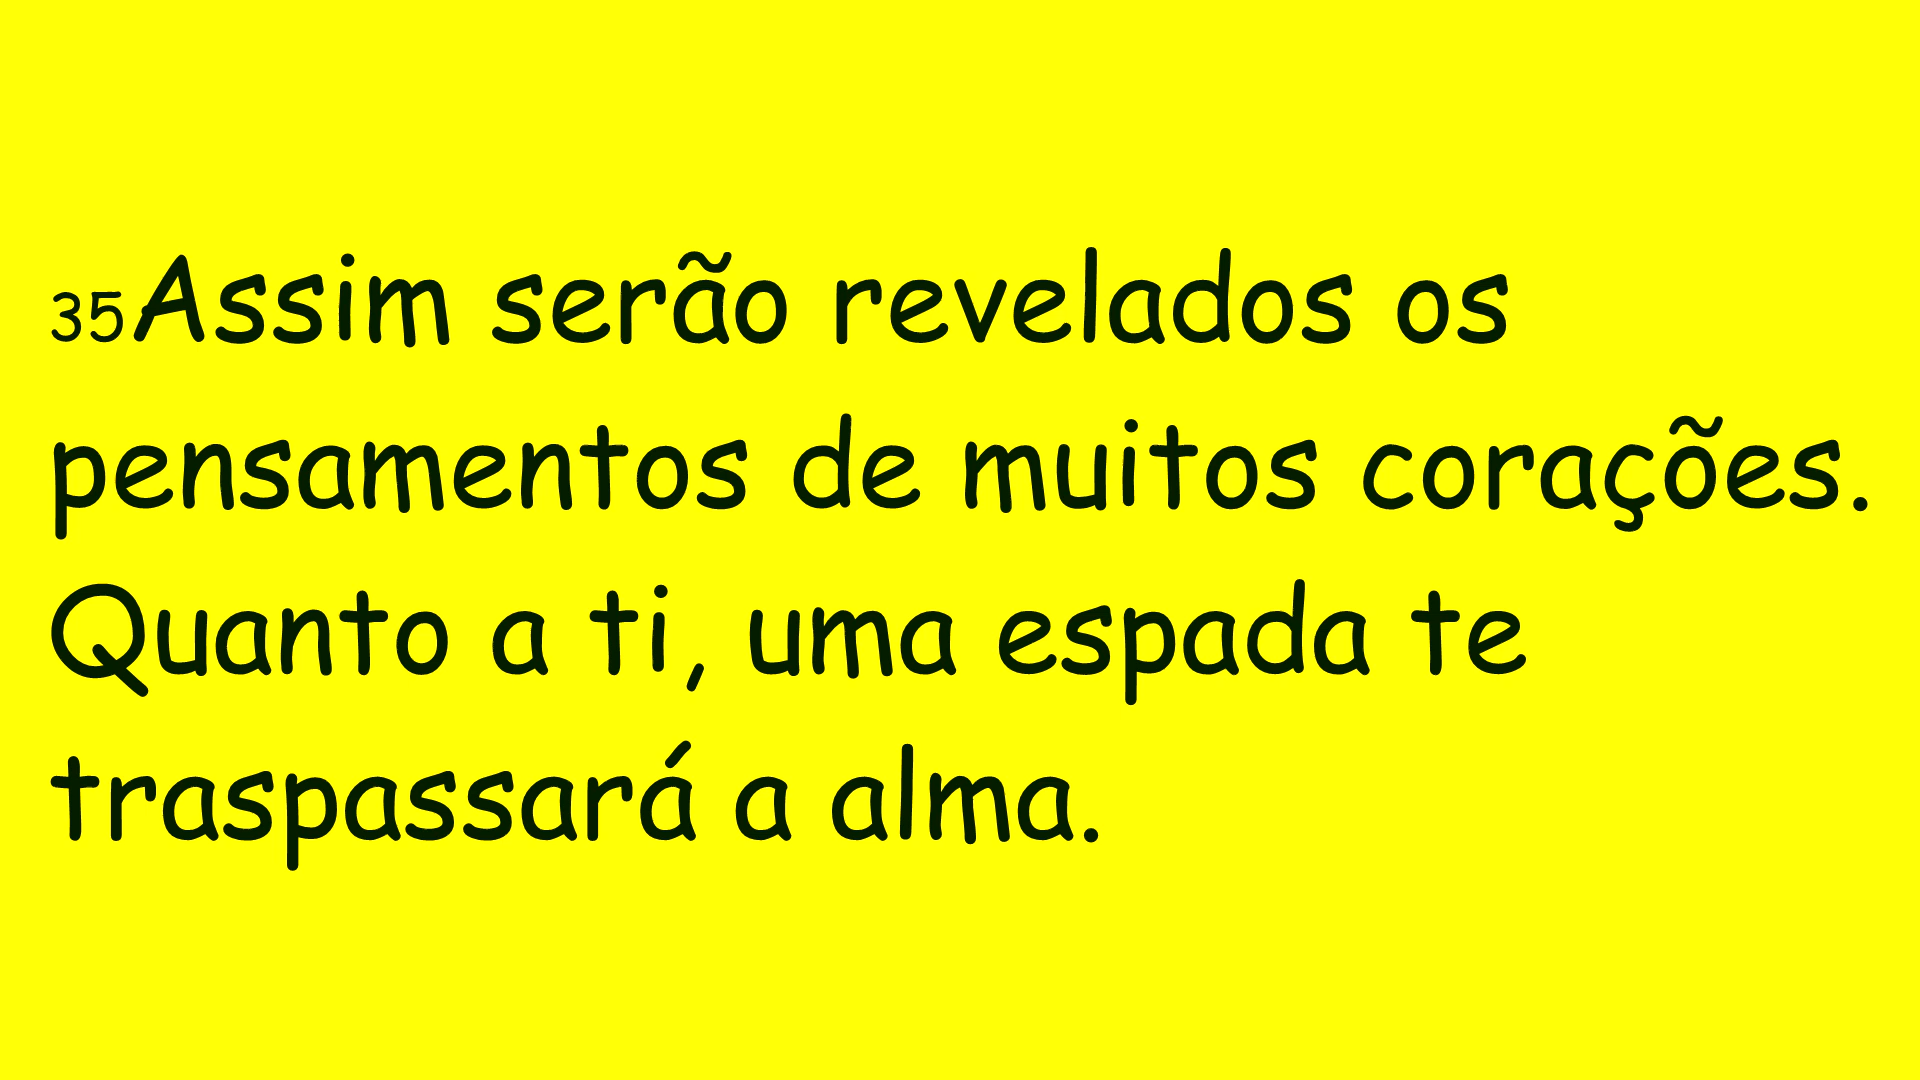 35Assim serão revelados os
pensamentos de muitos corações.
Quanto a ti, uma espada te
traspassará a alma.